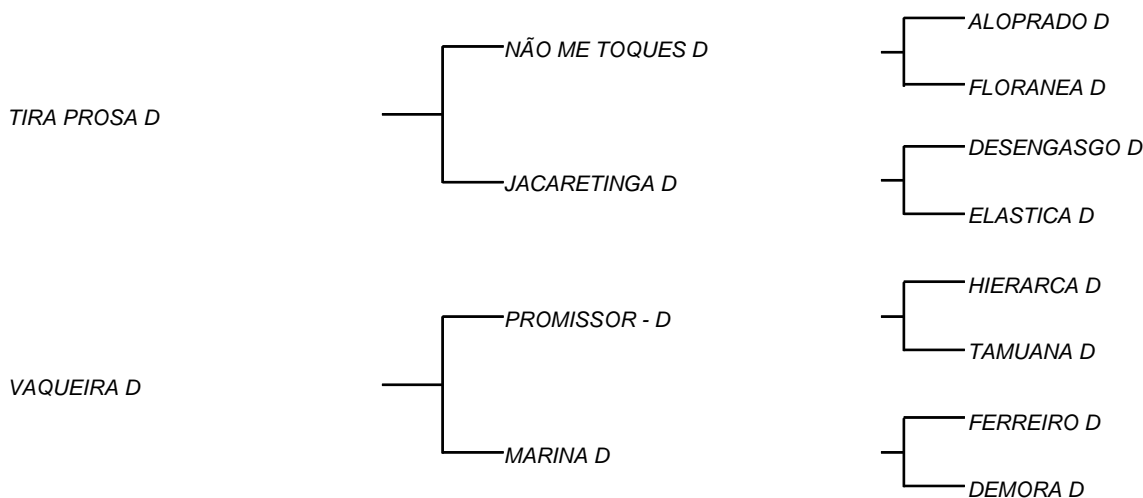 TIRA PROSA D
NÃO ME TOQUES D
ALOPRADO D
FLORANEA D
JACARETINGA D
DESENGASGO D
ELASTICA D
VAQUEIRA D
PROMISSOR - D
HIERARCA D
TAMUANA D
MARINA D
FERREIRO D
DEMORA D